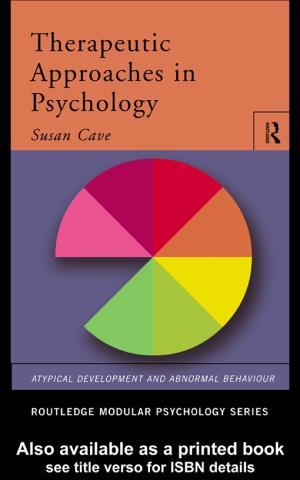 Therapeutic
Approaches in
Psychology
Susan Cave
R
ATYPICAL DEVELOPMENT AND ABNORMAL BEHAVIOUR
ROUTLEDGE MODULAR PSYCHOLOGY SERIES
Also available as a printed book
see title verso for ISBN details